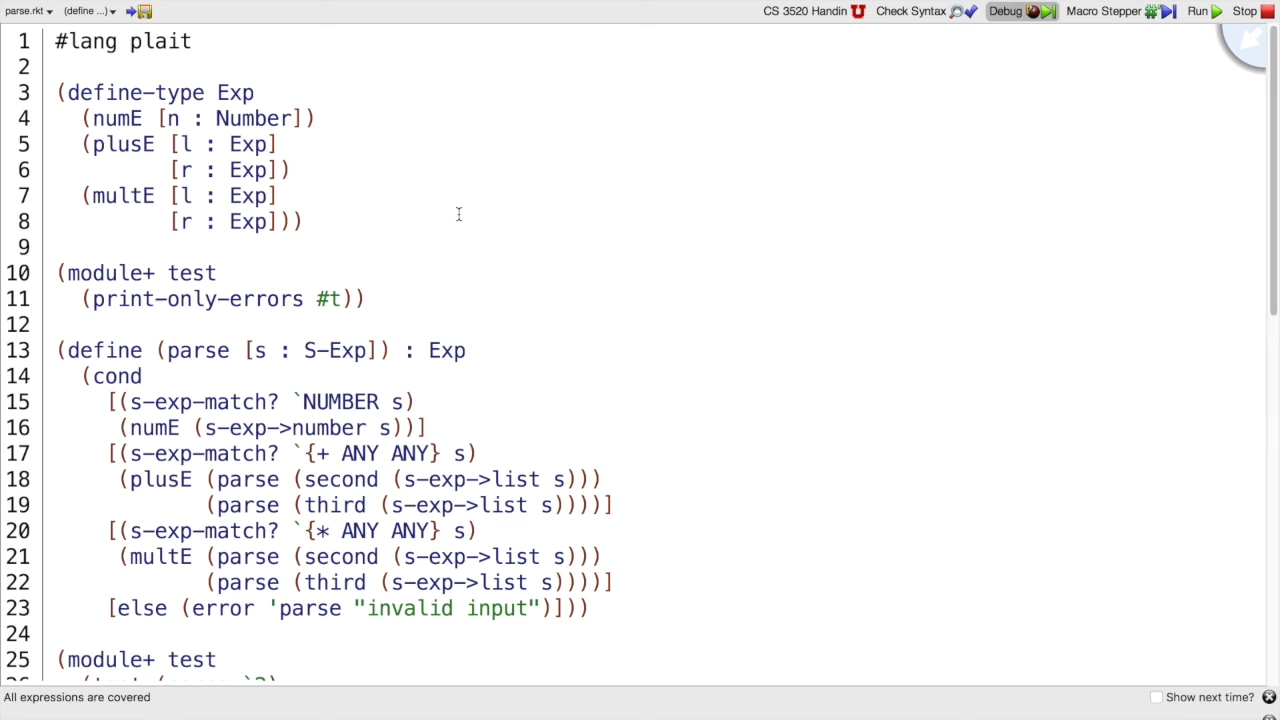 parse.rkt (define ...) CS 3520 Handin Check Syntax Debug Macro Stepper Run Stop
1 #lang plait
2
3 (define-type Exp
4 (numE [n : Number])
5 (plusE [l : Exp]
6 [r : Exp])
7 (multE [l : Exp]
8 [r : Exp]))
9
10 (module+ test
11 (print-only-errors #t))
12
13 (define (parse [s : S-Exp]) : Exp
14 (cond
15 [(s-exp-match? `NUMBER s)
16 (numE (s-exp->number s))]
17 [(s-exp-match? `{+ ANY ANY} s)
18 (plusE (parse (second (s-exp->list s)))
19 (parse (third (s-exp->list s))))]
20 [(s-exp-match? `{* ANY ANY} s)
21 (multE (parse (second (s-exp->list s)))
22 (parse (third (s-exp->list s))))]
23 [else (error 'parse "invalid input")]))
24
25 (module+ test
All expressions are covered Show next time?